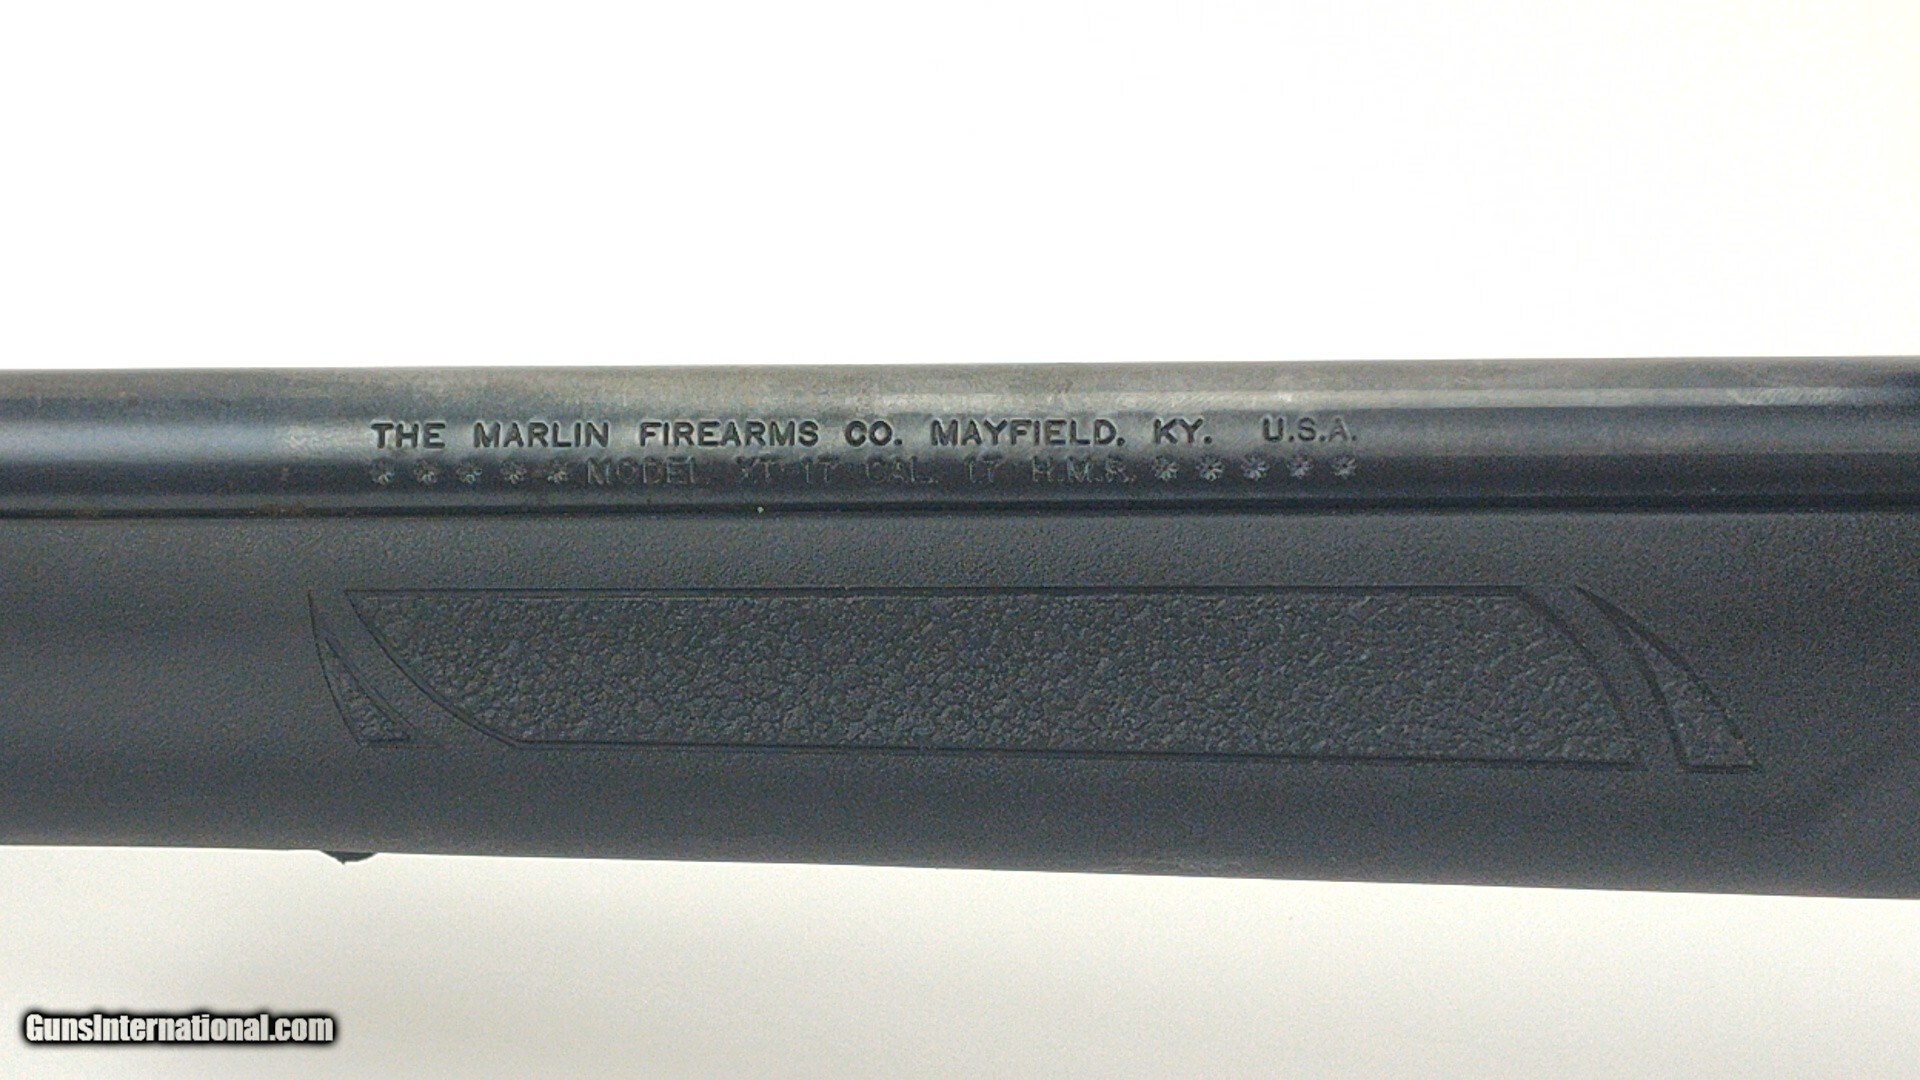 THE MARLIN FIREARMS CO. MAYFIELD, KY. U.S.A.
***** MODEL XT-17 CAL. 17 H.M.R. *****
GunsInternational.com